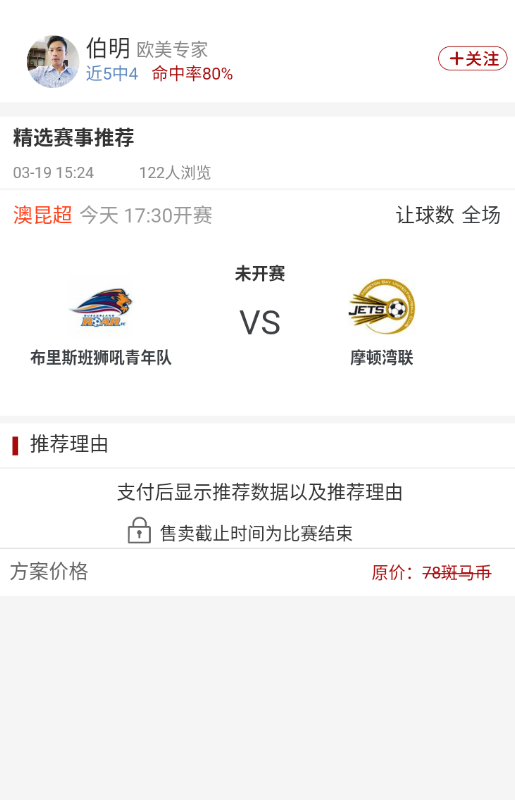 伯明 欧美专家
近5中4 命中率80%
+关注
精选赛事推荐
03-19 15:24 122人浏览
澳昆超 今天 17:30开赛 让球数 全场
未开赛
VS
JETS
布里斯班狮吼青年队 摩顿湾联
推荐理由
支付后显示推荐数据以及推荐理由
售卖截止时间为比赛结束
方案价格 原价：78斑马币